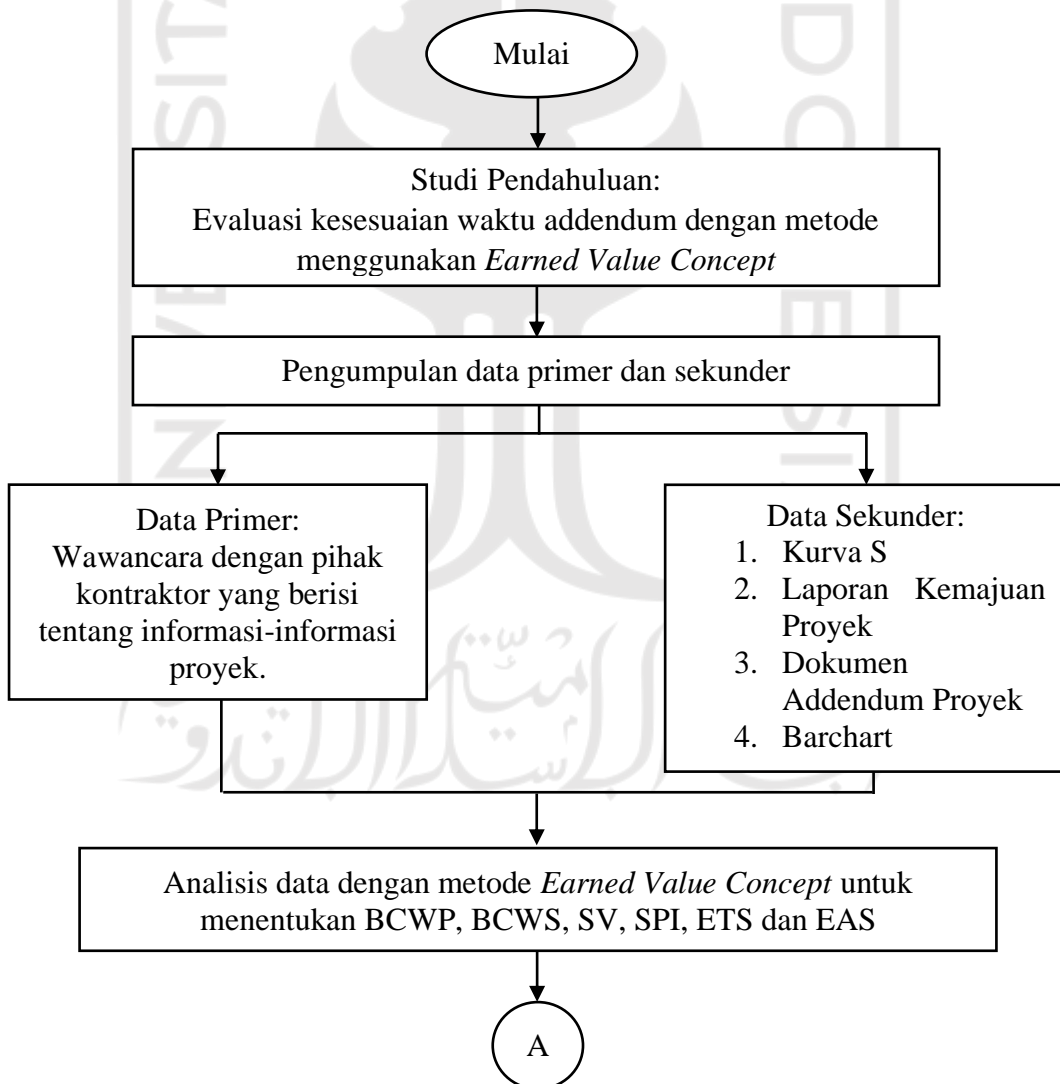 Mulai
Studi Pendahuluan:
Evaluasi kesesuaian waktu addendum dengan metode
menggunakan Earned Value Concept
Pengumpulan data primer dan sekunder
Data Primer:
Wawancara dengan pihak
kontraktor yang berisi
tentang informasi-informasi
proyek.
Data Sekunder:
1. Kurva S
2. Laporan Kemajuan
Proyek
3. Dokumen
Addendum Proyek
4. Barchart
Analisis data dengan metode Earned Value Concept untuk
menentukan BCWP, BCWS, SV, SPI, ETS dan EAS
A